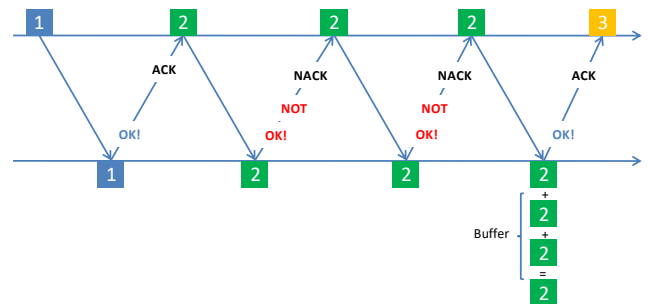 1 2 2 2 3
ACK NACK NACK ACK
NOT NOT
OK! OK! OK! OK!
1 2 2 2
+
2
Buffer +
2
=
2